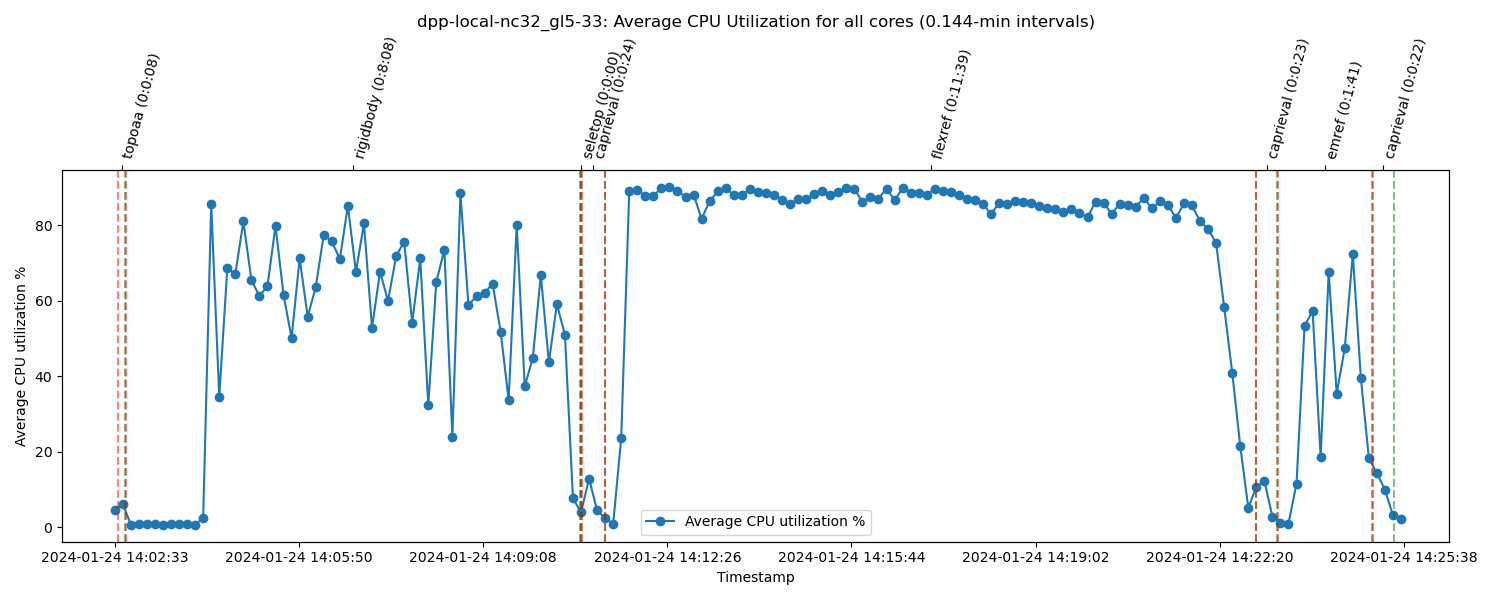 dpp-local-nc32_gl5-33: Average CPU Utilization for all cores (0.144-min intervals)
topoaa (0:0:08)
rigidbody (0:8:08)
seletop (0:0:00)
caprieval (0:0:24)
flexref (0:11:39)
caprieval (0:0:23)
emref (0:1:41)
caprieval (0:0:22)
Average CPU utilization %
80
60
40
20
0
Average CPU utilization %
2024-01-24 14:02:33
2024-01-24 14:05:50
2024-01-24 14:09:08
2024-01-24 14:12:26
2024-01-24 14:15:44
2024-01-24 14:19:02
2024-01-24 14:22:20
2024-01-24 14:25:38
Timestamp